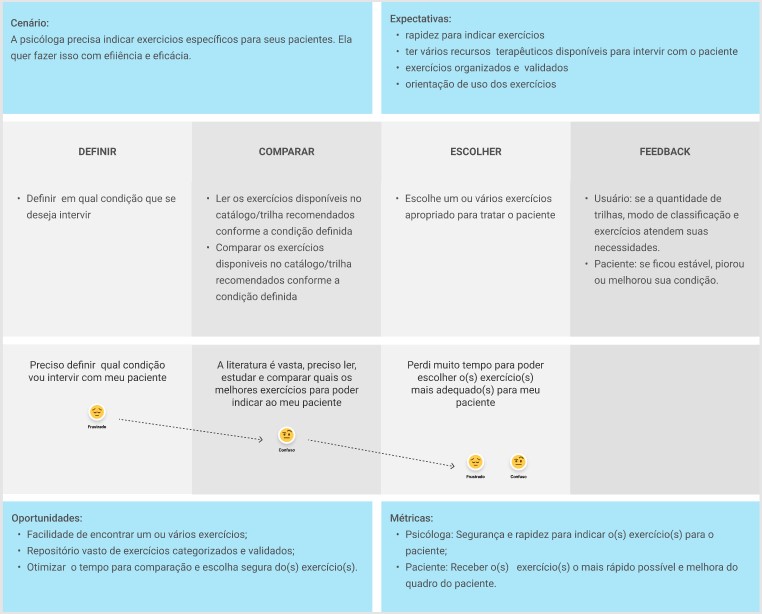 Cenário:
A psicóloga precisa indicar exercicios específicos para seus pacientes. Ela
quer fazer isso com efiiência e eficácia.
Expectativas:
• rapidez para indicar exercícios
• ter vários recursos terapêuticos disponíveis para intervir com o paciente
• exercícios organizados e validados
• orientação de uso dos exercícios
DEFINIR
• Definir em qual condição que se
deseja intervir
COMPARAR
• Ler os exercícios disponíveis no
catálogo/trilha recomendados
conforme a condição definida
• Comparar os exercícios
disponiveis no catálogo/trilha
recomendados conforme a
condição definida
ESCOLHER
• Escolhe um ou vários exercícios
apropriado para tratar o paciente
FEEDBACK
• Usuário: se a quantidade de
trilhas, modo de classificação e
exercícios atendem suas
necessidades.
• Paciente: se ficou estável, piorou
ou melhorou sua condição.
Preciso definir qual condição
vou intervir com meu paciente
Frustrado
A literatura é vasta, preciso ler,
estudar e comparar quais os
melhores exercícios para poder
indicar ao meu paciente
Confuso
Perdi muito tempo para poder
escolher o(s) exercício(s)
mais adequado(s) para meu
paciente
Frustrado
Confuso
Oportunidades:
• Facilidade de encontrar um ou vários exercícios;
• Repositório vasto de exercícios categorizados e validados;
• Otimizar o tempo para comparação e escolha segura do(s) exercício(s).
Métricas:
• Psicóloga: Segurança e rapidez para indicar o(s) exercício(s) para o
paciente;
• Paciente: Receber o(s) exercício(s) o mais rápido possível e melhora do
quadro do paciente.